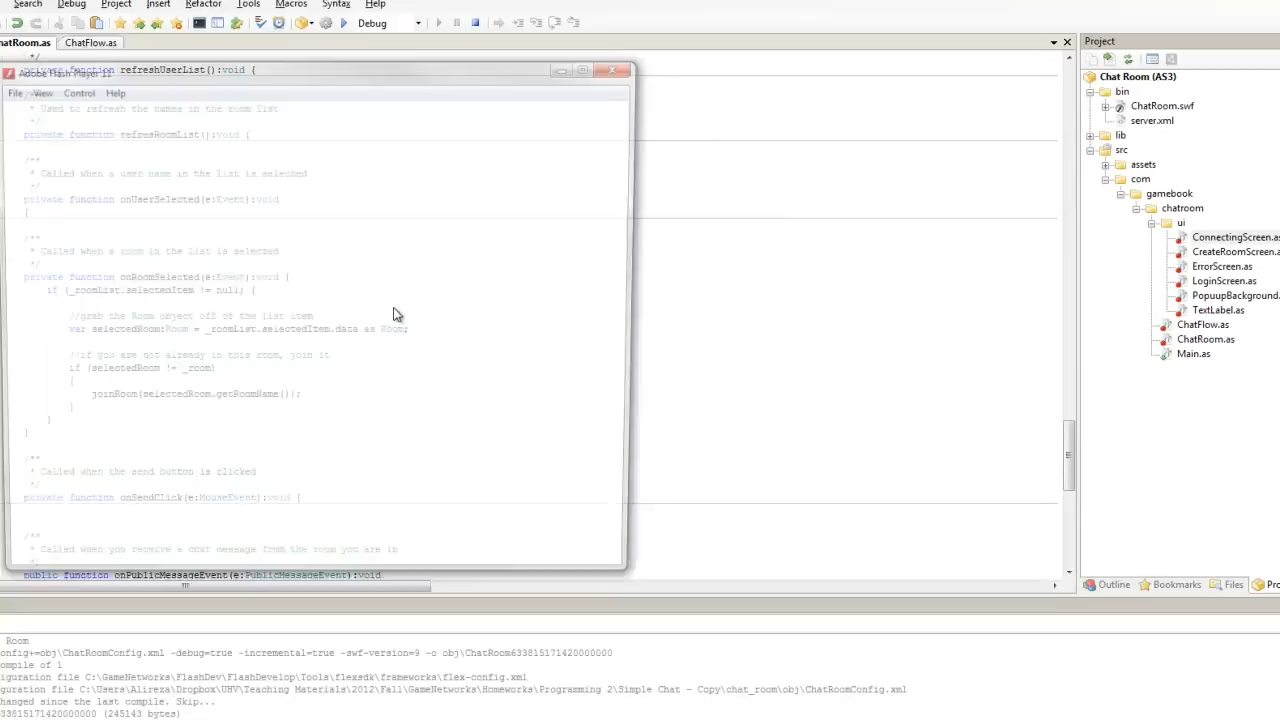 Search Debug Project Insert Refactor Tools Macros Syntax Help
Debug
hatRoom.as ChatFlow.as
*/
private function refreshUserList():void {
Adobe Flash Player 11
File View Control Help
* Used to refresh the names in the room list
*/
private function refresRoomList():void {
/**
* Called when a user name in the list is selected
*/
private function onUserSelected(e:Event):void
{
/**
* Called when a room in the List is selected
*/
private function onRoomSelected(e:Event):void {
if (_roomList.selectedItem != null; {
//grab the Room object off of the list item
var selectedRoom:Room = _roomList.selectedItem.data as Room;
//if you are not already in this room, join it
if (selectedRoom != _room)
{
joinRoom(selectedRoom.getRoomName());
}
}
}
/**
* Called when the send button is clicked
*/
private function onSendClick(e:MouseEvent):void {
/**
* Called when you receive a chat message from the room you are in
*/
public function onPublicMessageEvent(e:PublicMessageEvent):void
Project
Chat Room (AS3)
bin
ChatRoom.swf
server.xml
lib
src
assets
com
gamebook
chatroom
ui
ConnectingScreen.as
CreateRoomScreen.a
ErrorScreen.as
LoginScreen.as
PopuupBackground.
TextLabel.as
ChatFlow.as
ChatRoom.as
Main.as
Outline Bookmarks Files Pro
Room
onfig+=obj\ChatRoomConfig.xml -debug=true -incremental=true -swf-version=9 -o obj\ChatRoom633815171420000000
ompile of 1
iguration file C:\GameNetworks\FlashDev\FlashDevelop\Tools\flexsdk\frameworks\flex-config.xml
guration file C:\Users\Alireza\Dropbox\UHV\Teaching Materials\2012\Fall\GameNetworks\Homeworks\Programming 2\Simple Chat - Copy\chat_room\obj\ChatRoomConfig.xml
hanged since the last compile. Skip...
33815171420000000 (245143 bytes)